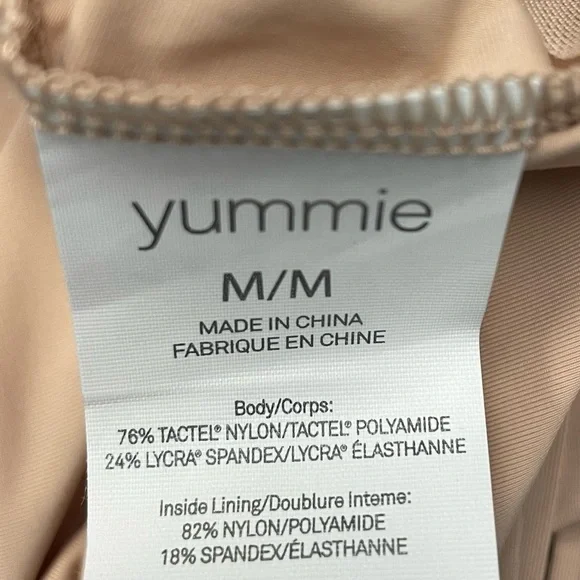 yummie
M/M
MADE IN CHINA
FABRIQUE EN CHINE
Body/Corps:
76% TACTEL® NYLON/TACTEL® POLYAMIDE
24% LYCRA® SPANDEX/LYCRA® ÉLASTHANNE
Inside Lining/Doublure Interne:
82% NYLON/POLYAMIDE
18% SPANDEX/ÉLASTHANNE